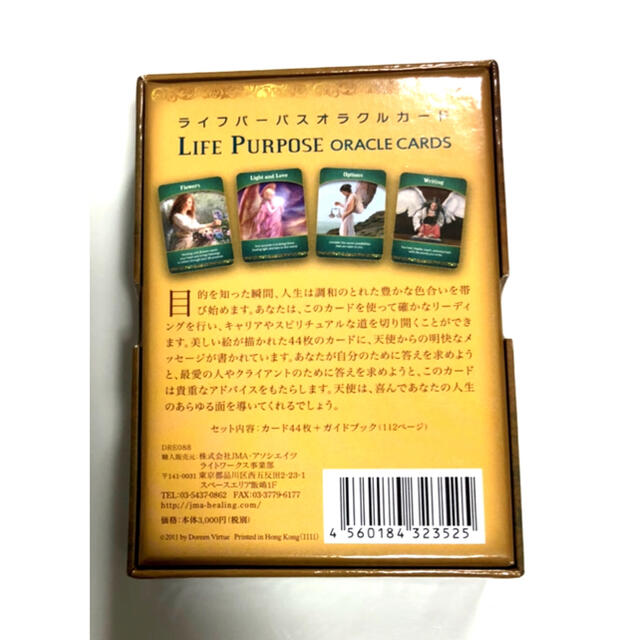 ライフパーパスオラクルカード
LIFE PURPOSE ORACLE CARDS
Flowers
Light and Love
Options
Writing
目的を知った瞬間、人生は調和のとれた豊かな色合いを帯
び始めます。あなたは、このカードを使って確かなリーディ
ングを行い、キャリアやスピリチュアルな道を切り開くことができ
ます。美しい絵が描かれた44枚のカードに、天使からの明快なメ
ッセージが書かれています。あなたが自分のために答えを求めよう
と、最愛の人やクライアントのために答えを求めようと、このカード
は貴重なアドバイスをもたらします。天使は、喜んであなたの人生
のあらゆる面を導いてくれるでしょう。
セット内容：カード44枚＋ガイドブック（112ページ）
DRE088
輸入販売元：株式会社JMA・アソシエイツ
ライトワークス事業部
〒141-0031 東京都品川区西五反田2-23-1
スペースエリア飯嶋1F
TEL:03-5437-0862 FAX:03-3779-6177
http://jma-healing.com/
価格：本体3,000円（税別）
©2011 by Doreen Virtue Printed in Hong Kong (1111)
4 560184 323525